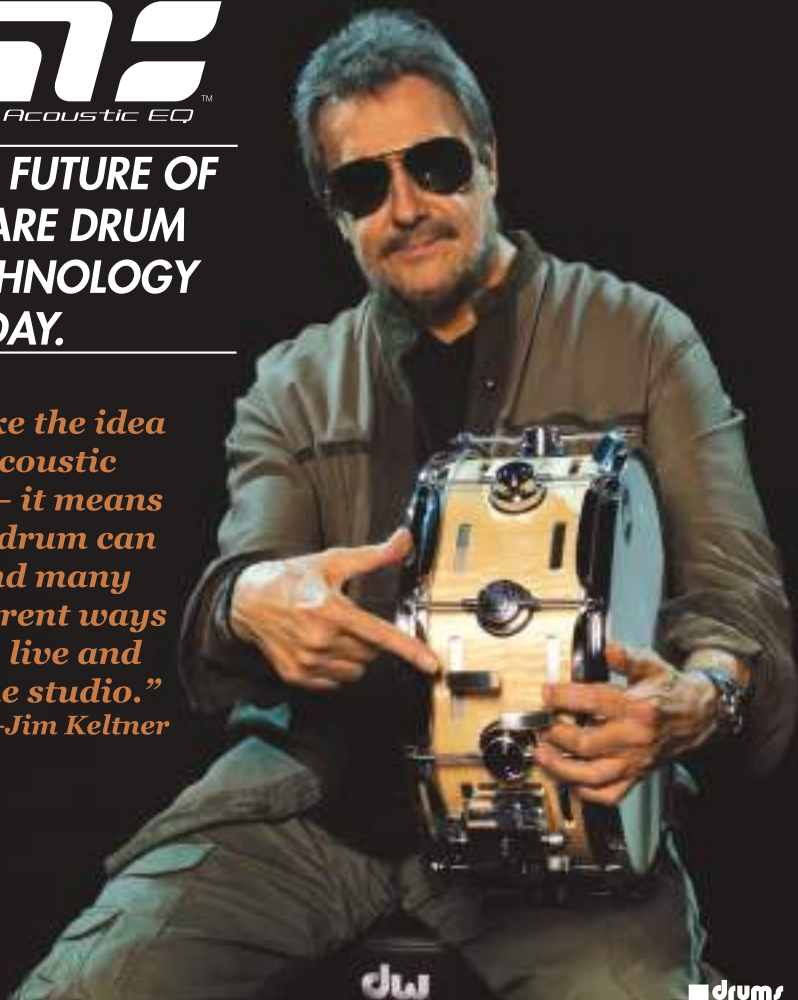 Acoustic EQ
TM
FUTURE OF
ARE DRUM
HNOLOGY
DAY.
ke the idea
coustic
– it means
drum can
nd many
rent ways
live and
e studio.”
-Jim Keltner
dw
drums